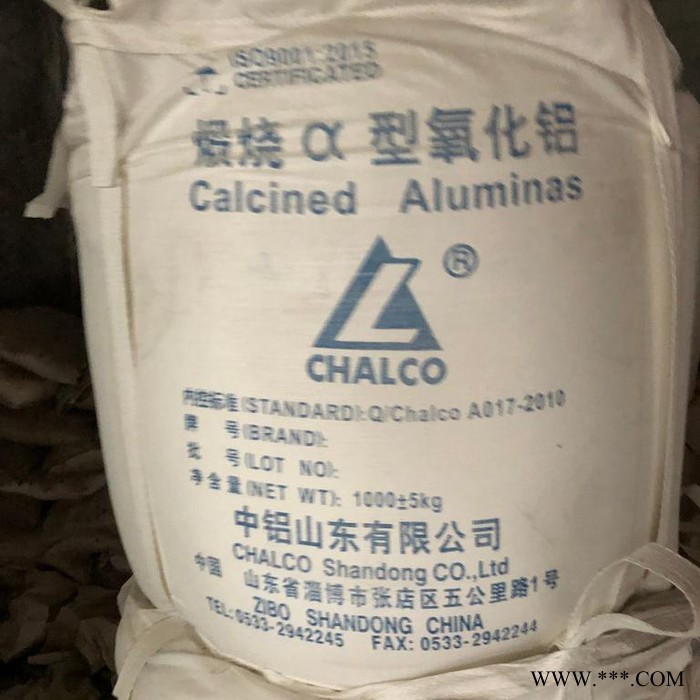 ISO9001-2015
CERTIFICATED
煅烧α型氧化铝
Calcined Aluminas
®
CHALCO
内控标准(STANDARD):Q/Chalco A017-2010
牌 号(BRAND):
批 号(LOT NO):
净含量(NET WT): 1000±5kg
中铝山东有限公司
CHALCO Shandong CO.,Ltd
中国 山东省淄博市张店区五公里路1号
ZIBO SHANDONG CHINA
TEL:0533-2942245 FAX: 0533-2942244
WWW.***.COM